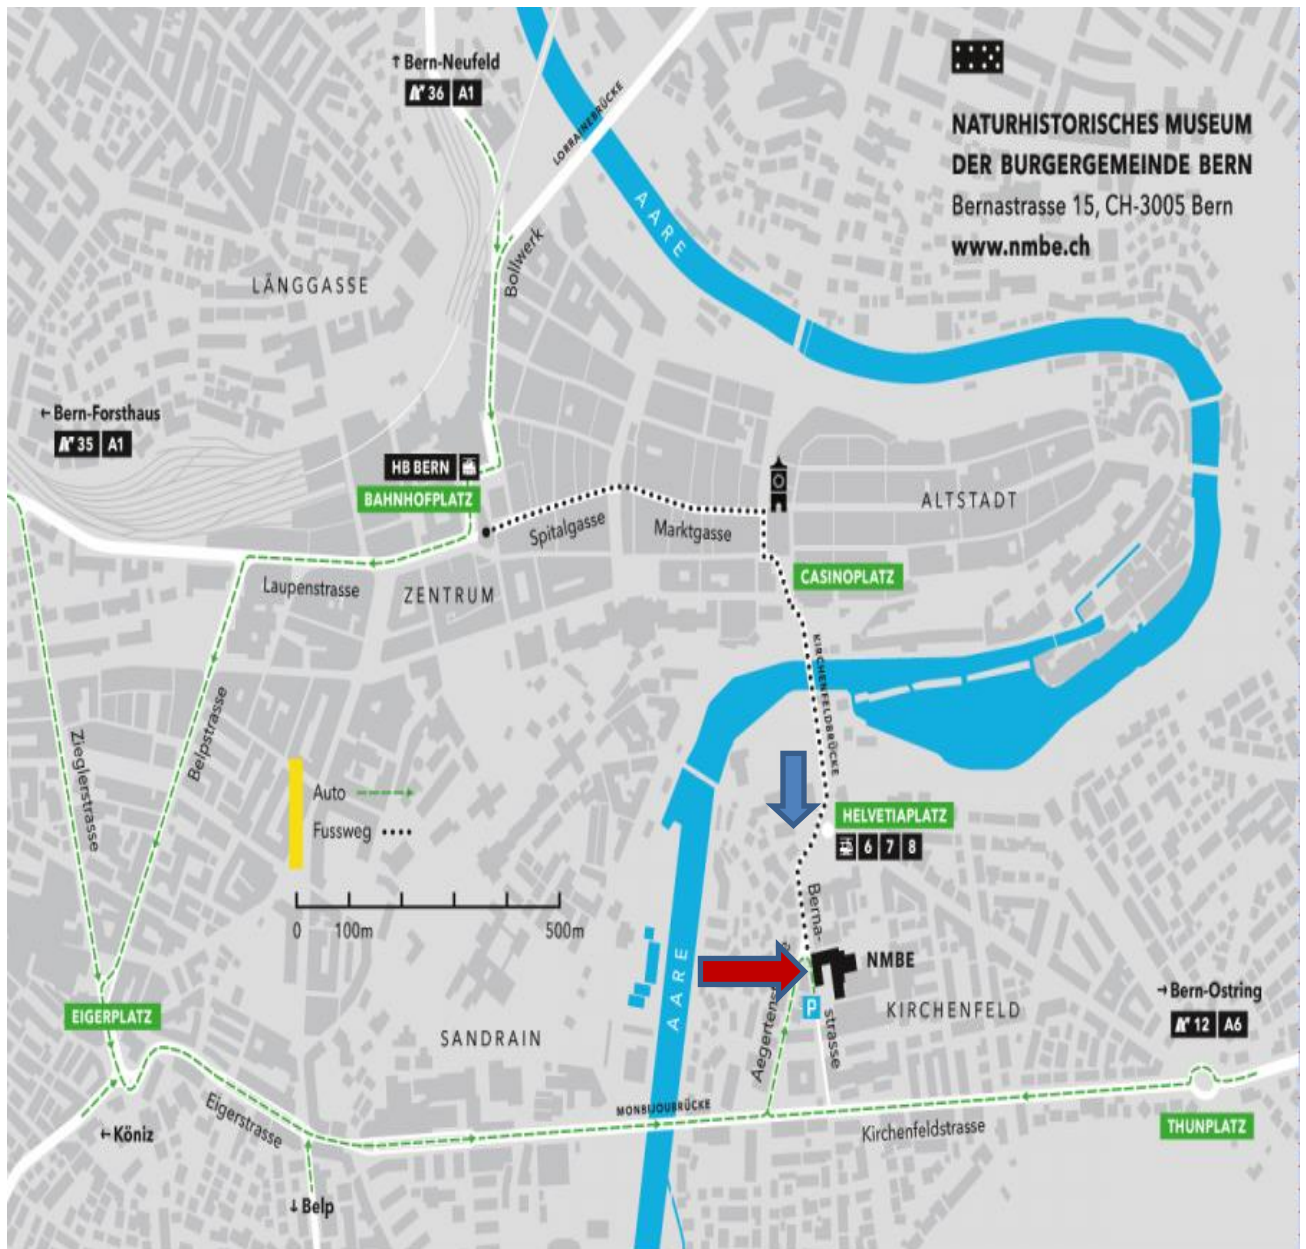 ↑ Bern-Neufeld
36 A1
LORRAINEBRÜCKE
NATURHISTORISCHES MUSEUM
DER BURGERGEMEINDE BERN
Bernastrasse 15, CH-3005 Bern
www.nmbe.ch
AARE
Bollwerk
LÄNGGASSE
← Bern-Forsthaus
35 A1
HB BERN
BAHNHOFPLATZ
ALTSTADT
Spitalgasse
Marktgasse
CASINOPLATZ
Laupenstrasse
ZENTRUM
KIRCHENFELDBRÜCKE
Zieglerstrasse
Belpstrasse
Auto
Fussweg
HELVETIAPLATZ
6 7 8
0 100m 500m
Berna-
strasse
NMBE
AARE
P
KIRCHENFELD
→ Bern-Ostring
12 A6
EIGERPLATZ
SANDRAIN
MONBIJOUBRÜCKE
Eigerstrasse
← Köniz
Kirchenfeldstrasse
THUNPLATZ
↓ Belp